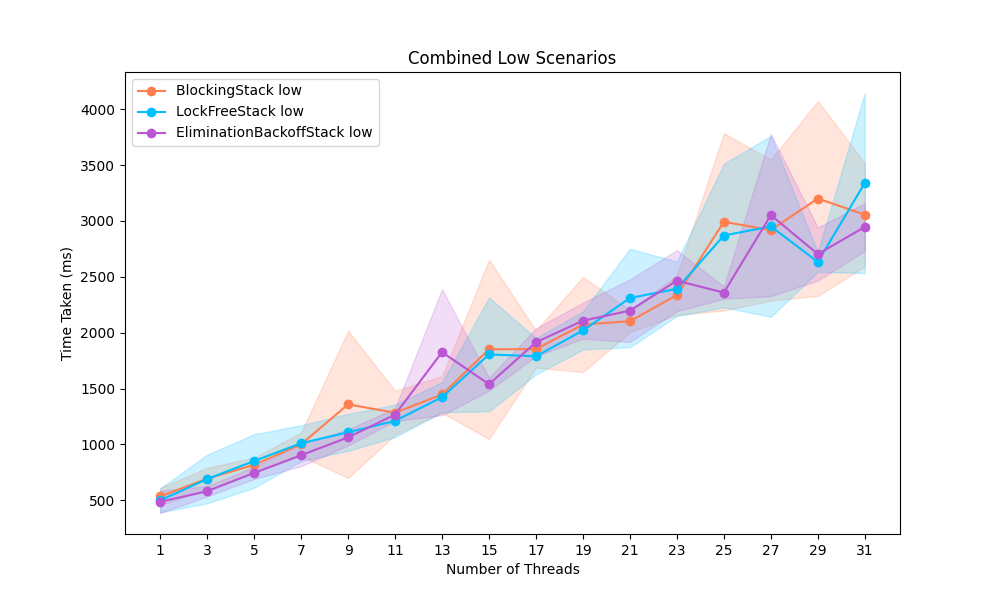 Combined Low Scenarios
BlockingStack low
LockFreeStack low
EliminationBackoffStack low
Time Taken (ms)
4000
3500
3000
2500
2000
1500
1000
500
1 3 5 7 9 11 13 15 17 19 21 23 25 27 29 31
Number of Threads